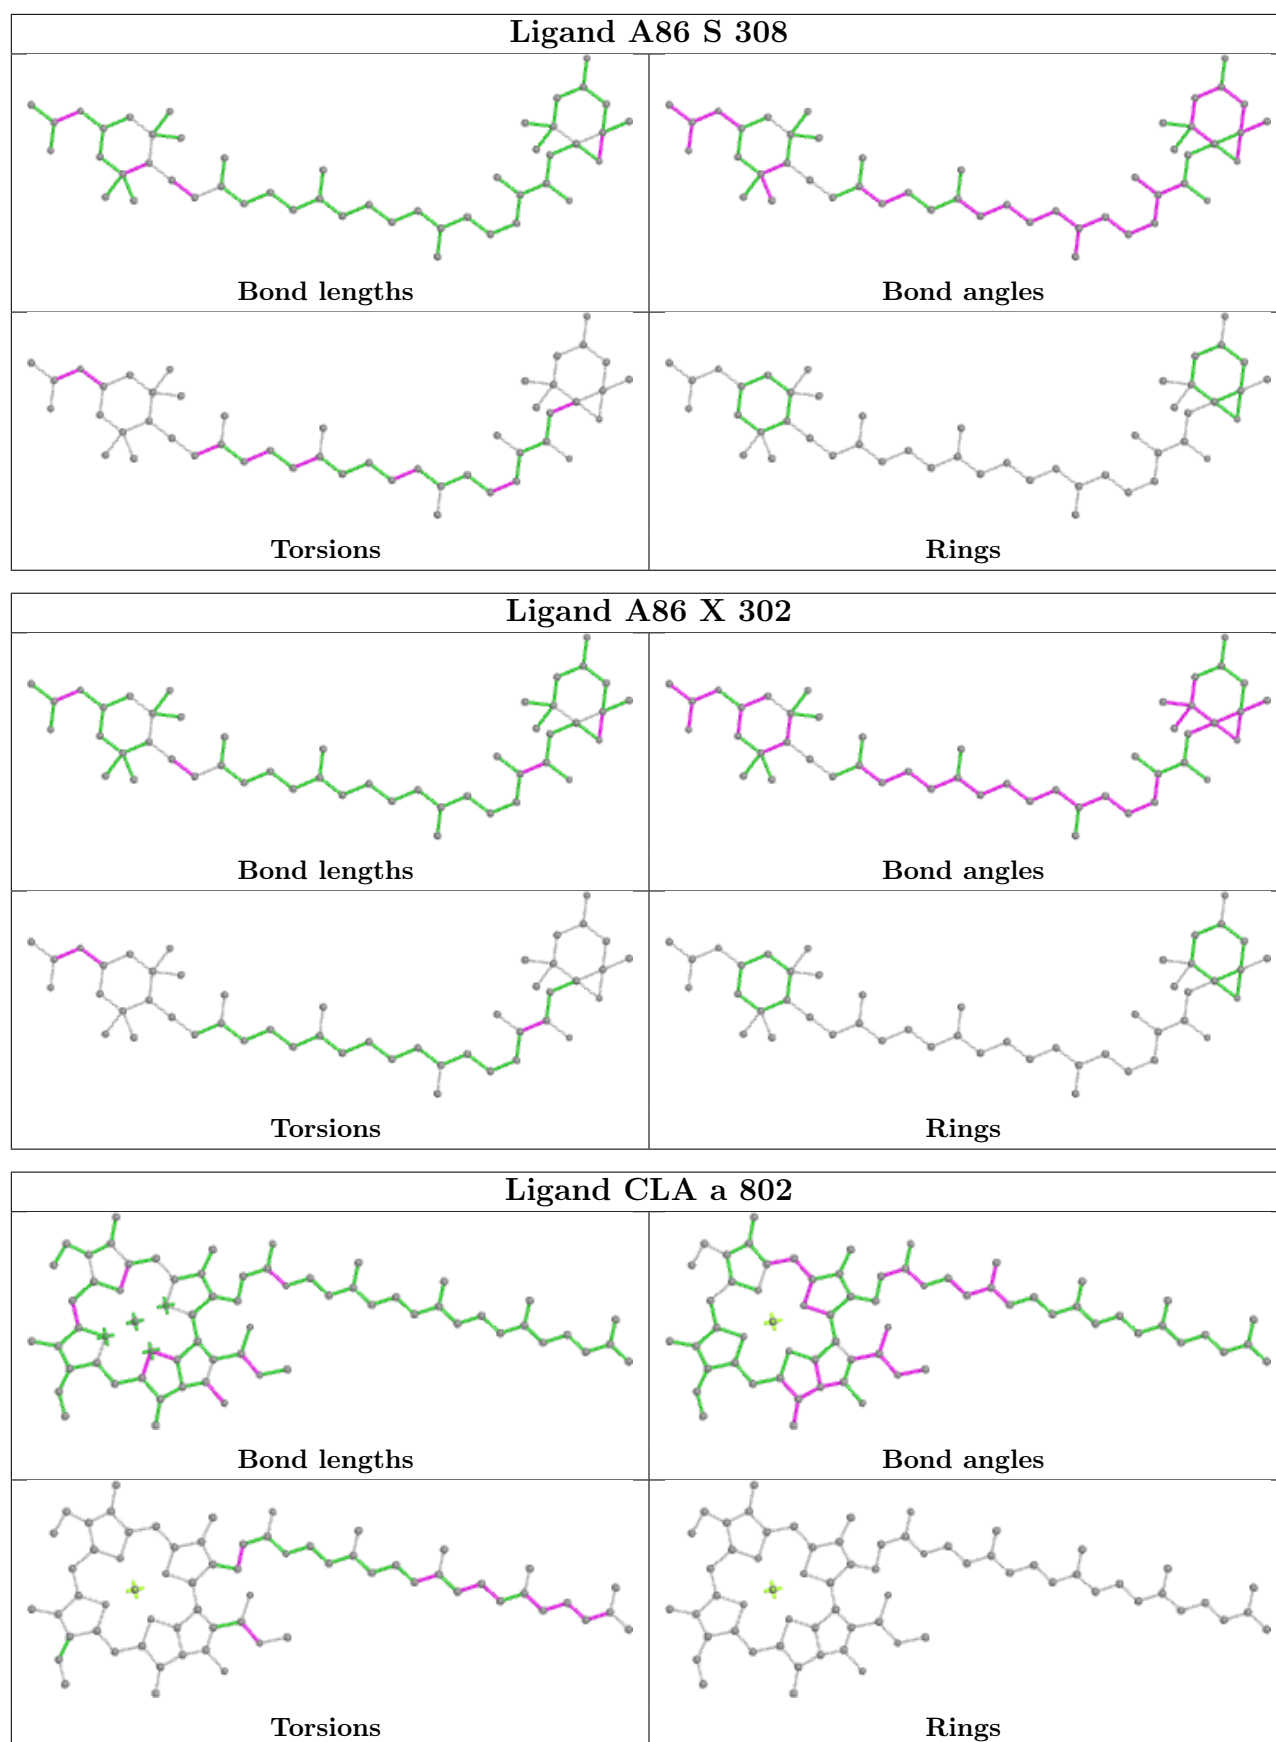 Ligand A86 S 308
Bond lengths
Bond angles
Torsions
Rings
Ligand A86 X 302
Bond lengths
Bond angles
Torsions
Rings
Ligand CLA a 802
Bond lengths
Bond angles
Torsions
Rings